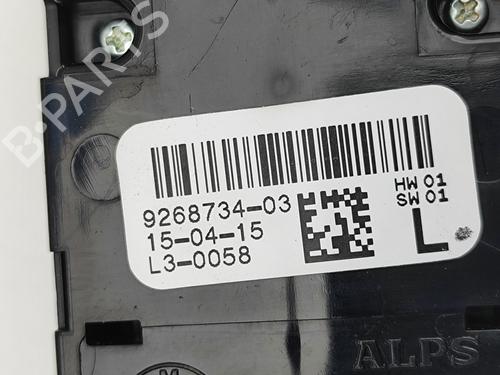 B-PARTS
9268734-03
15-04-15
L3-0058
HW 01
SW 01
L
ALPS